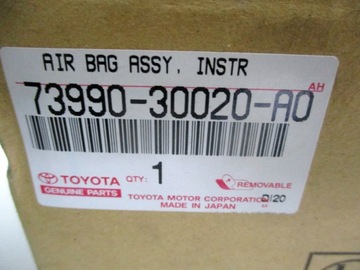 AIR BAG ASSY, INSTR
AH
73990-30020-A0
TOYOTA
GENUINE PARTS
QTY: 1
REMOVABLE
TOYOTA MOTOR CORPORATION
MADE IN JAPAN